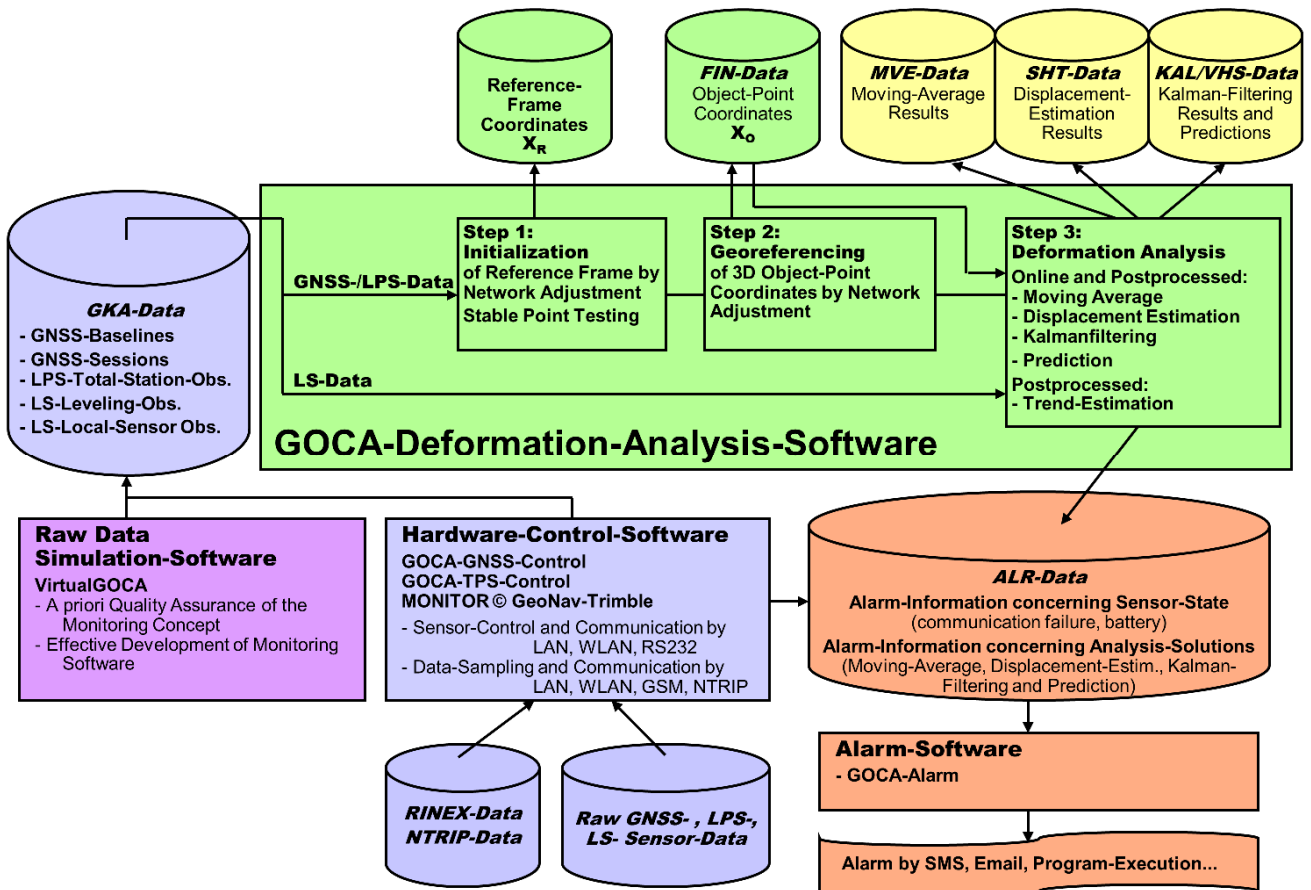 Reference-
Frame
Coordinates
XR
FIN-Data
Object-Point
Coordinates
XO
MVE-Data
Moving-Average
Results
SHT-Data
Displacement-
Estimation
Results
KAL/VHS-Data
Kalman-Filtering
Results and
Predictions
GKA-Data
- GNSS-Baselines
- GNSS-Sessions
- LPS-Total-Station-Obs.
- LS-Leveling-Obs.
- LS-Local-Sensor Obs.
GNSS-/LPS-Data
LS-Data
Step 1:
Initialization
of Reference Frame by
Network Adjustment
Stable Point Testing
Step 2:
Georeferencing
of 3D Object-Point
Coordinates by Network
Adjustment
Step 3:
Deformation Analysis
Online and Postprocessed:
- Moving Average
- Displacement Estimation
- Kalmanfiltering
- Prediction
Postprocessed:
- Trend-Estimation
GOCA-Deformation-Analysis-Software
Raw Data
Simulation-Software
VirtualGOCA
- A priori Quality Assurance of the
Monitoring Concept
- Effective Development of Monitoring
Software
Hardware-Control-Software
GOCA-GNSS-Control
GOCA-TPS-Control
MONITOR © GeoNav-Trimble
- Sensor-Control and Communication by
LAN, WLAN, RS232
- Data-Sampling and Communication by
LAN, WLAN, GSM, NTRIP
RINEX-Data
NTRIP-Data
Raw GNSS- , LPS-,
LS- Sensor-Data
ALR-Data
Alarm-Information concerning Sensor-State
(communication failure, battery)
Alarm-Information concerning Analysis-Solutions
(Moving-Average, Displacement-Estim., Kalman-
Filtering and Prediction)
Alarm-Software
- GOCA-Alarm
Alarm by SMS, Email, Program-Execution...